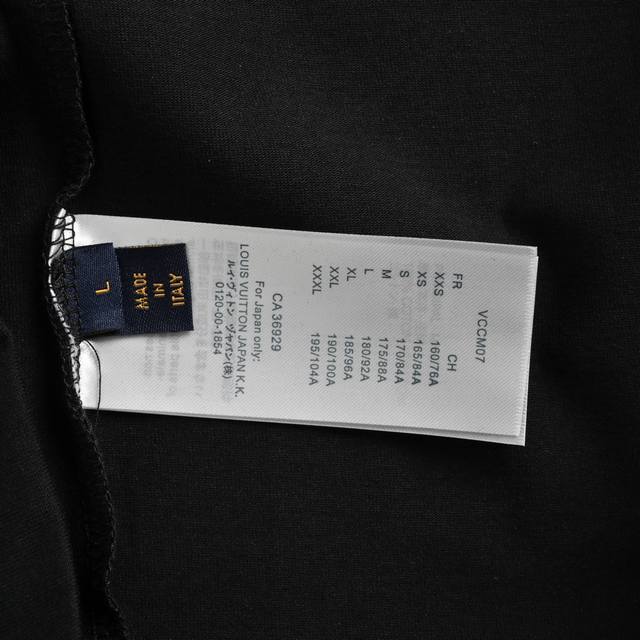 L
MADE
IN
ITALY
VCCM07
FR CH
XXS 160/76A
XS 165/84A
S 170/84A
M 175/88A
L 180/92A
XL 185/96A
XXL 190/100A
XXXL 195/104A
CA 36929
For Japan only:
LOUIS VUITTON JAPAN K.K.
ルイ・ヴィトン・ジャパン(株)
0120-00-1854